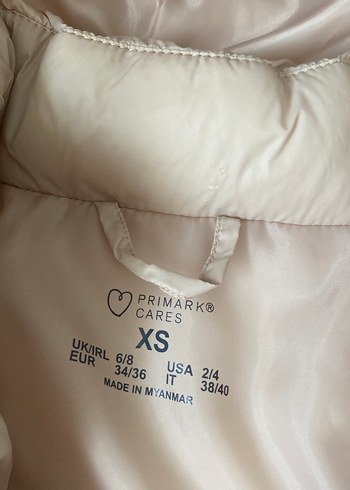 PRIMARK®
CARES
XS
UK/IRL 6/8 USA 2/4
EUR 34/36 IT 38/40
MADE IN MYANMAR